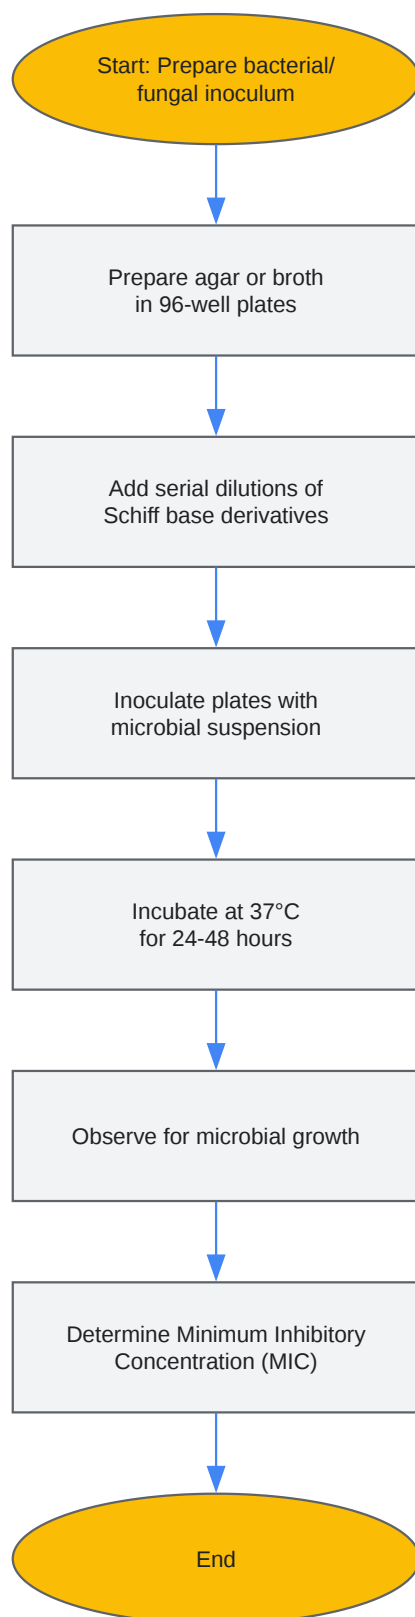 Start: Prepare bacterial/
fungal inoculum
Prepare agar or broth
in 96-well plates
Add serial dilutions of
Schiff base derivatives
Inoculate plates with
microbial suspension
Incubate at 37°C
for 24-48 hours
Observe for microbial growth
Determine Minimum Inhibitory
Concentration (MIC)
End